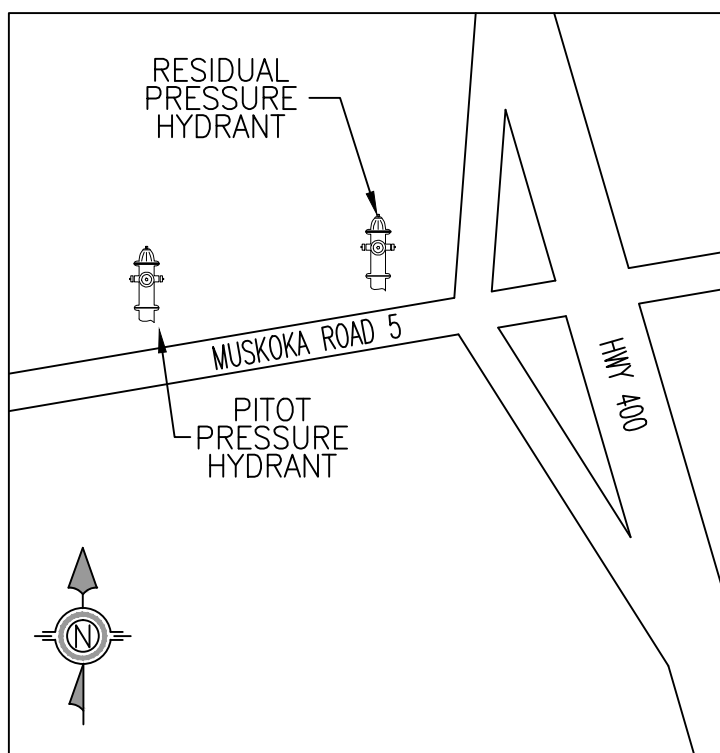 RESIDUAL
PRESSURE
HYDRANT
MUSKOKA ROAD 5
HWY 400
PITOT
PRESSURE
HYDRANT
N